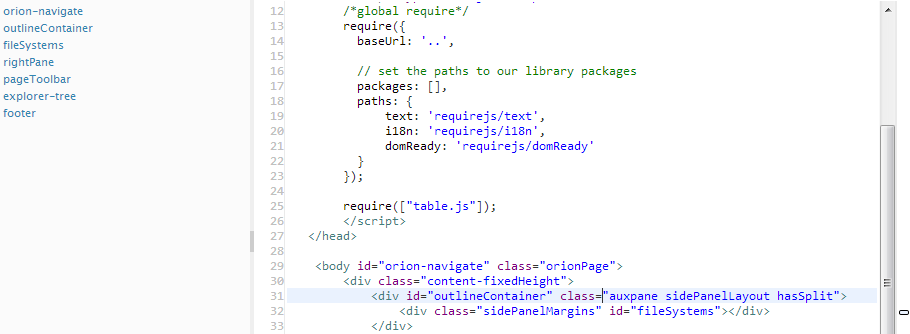 orion-navigate
outlineContainer
fileSystems
rightPane
pageToolbar
explorer-tree
footer
12 /*global require*/
13 require({
14 baseUrl: '..',
15
16 // set the paths to our library packages
17 packages: [],
18 paths: {
19 text: 'requirejs/text',
20 i18n: 'requirejs/i18n',
21 domReady: 'requirejs/domReady'
22 }
23 });
24
25 require(["table.js"]);
26 </script>
27 </head>
28
29 <body id="orion-navigate" class="orionPage">
30 <div class="content-fixedHeight">
31 <div id="outlineContainer" class="auxpane sidePanelLayout hasSplit">
32 <div class="sidePanelMargins" id="fileSystems"></div>
33 </div>